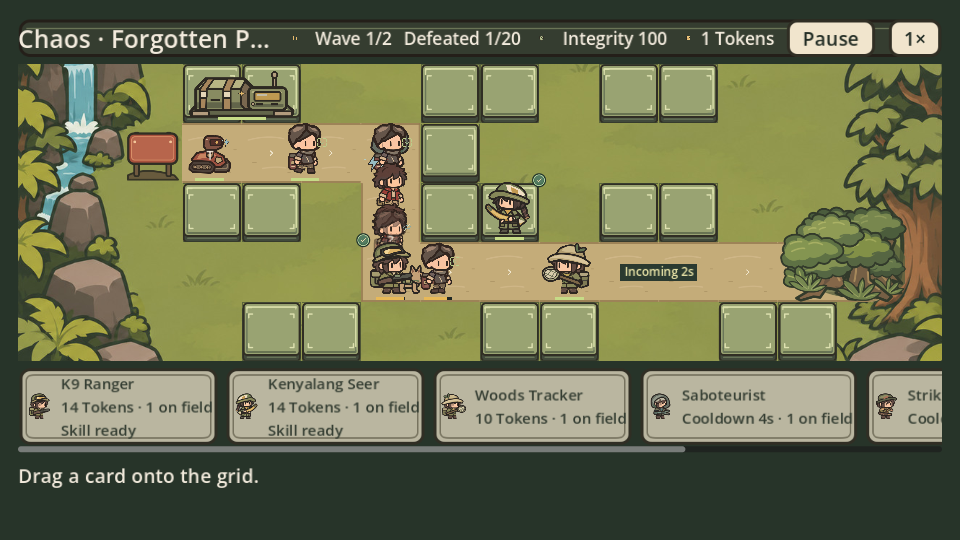 Chaos · Forgotten P...
Wave 1/2
Defeated 1/20
Integrity 100
1 Tokens
Pause
1×
Incoming 2s
K9 Ranger
14 Tokens · 1 on field
Skill ready
Kenyalang Seer
14 Tokens · 1 on field
Skill ready
Woods Tracker
10 Tokens · 1 on field
Saboteurist
Cooldown 4s · 1 on field
Strik
Cool
Drag a card onto the grid.